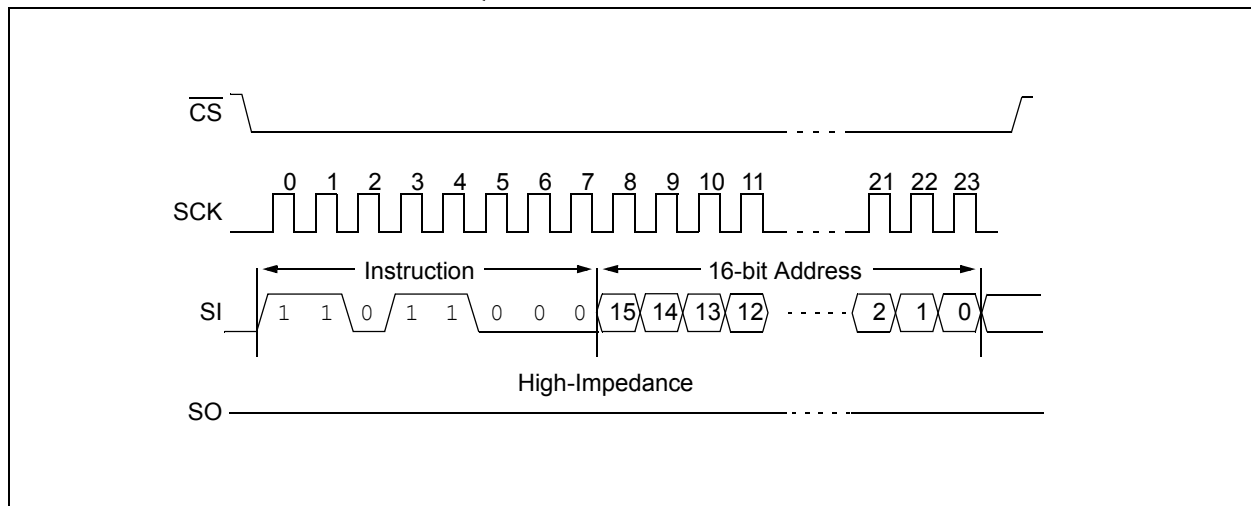 CS
0 1 2 3 4 5 6 7 8 9 10 11 21 22 23
SCK
Instruction 16-bit Address
SI 1 1 0 1 1 0 0 0 15 14 13 12 2 1 0
High-Impedance
SO